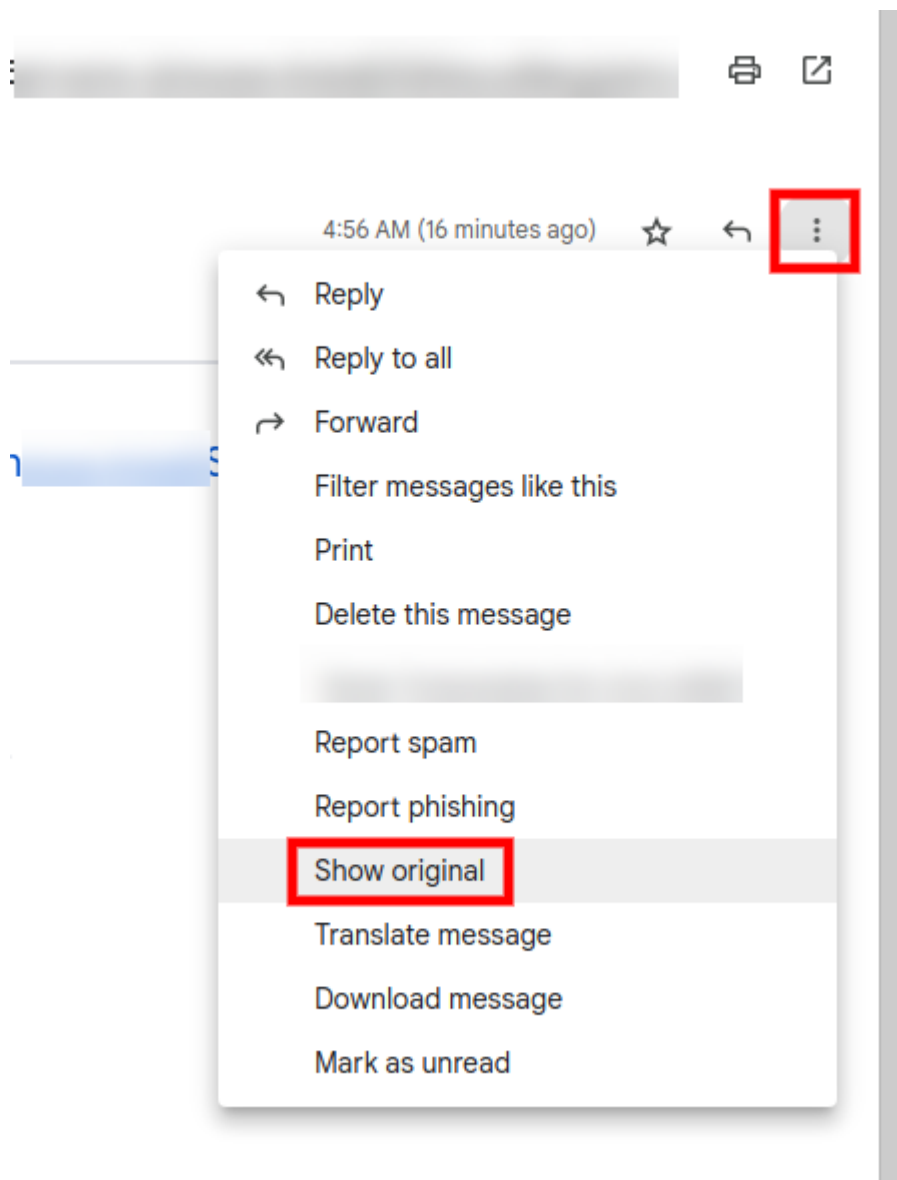 4:56 AM (16 minutes ago)
Reply
Reply to all
Forward
Filter messages like this
Print
Delete this message
Report spam
Report phishing
Show original
Translate message
Download message
Mark as unread